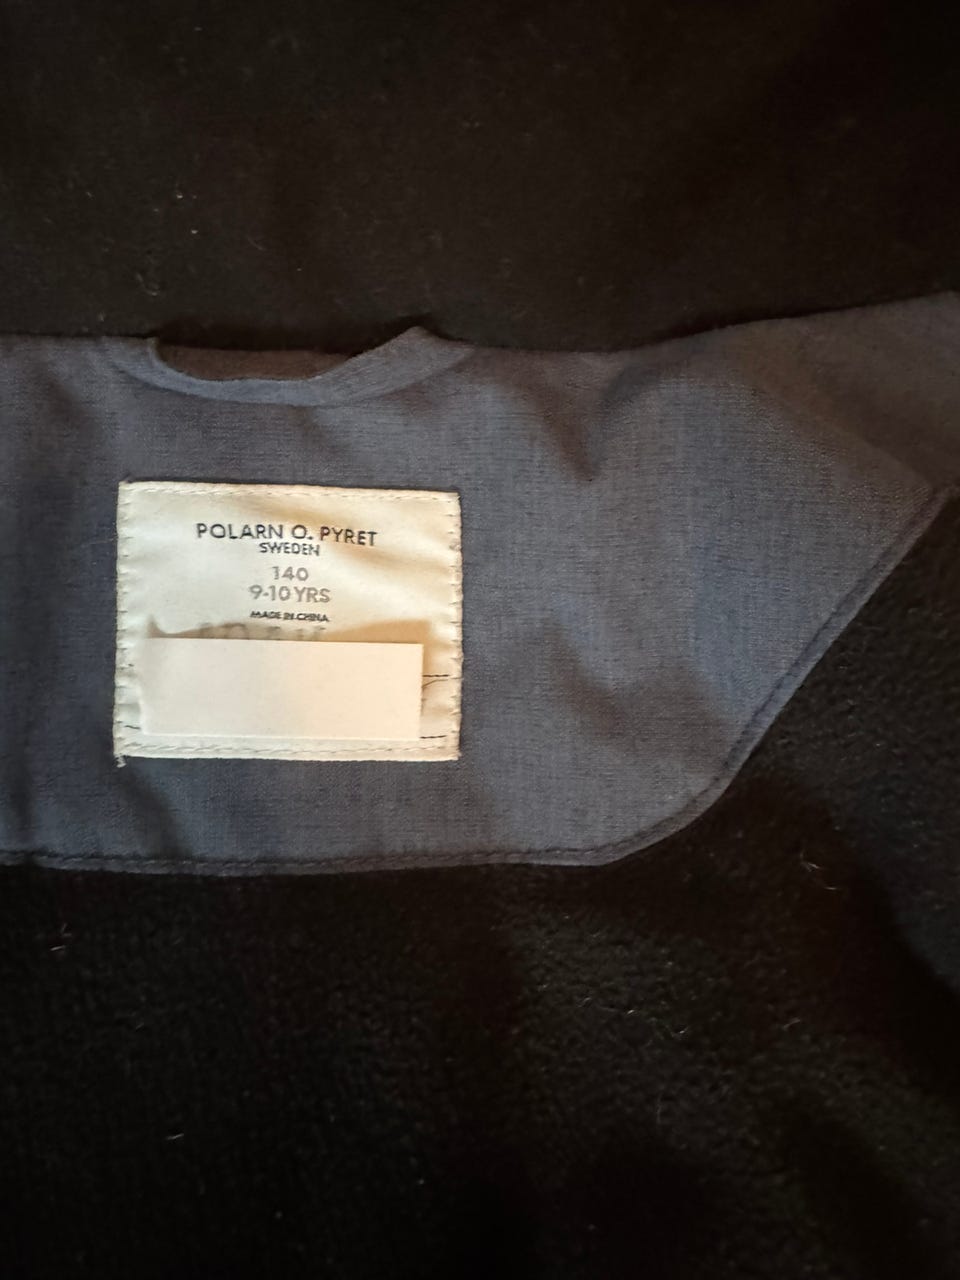 POLARN O. PYRET
SWEDEN
140
9-10 YRS
MADE IN CHINA